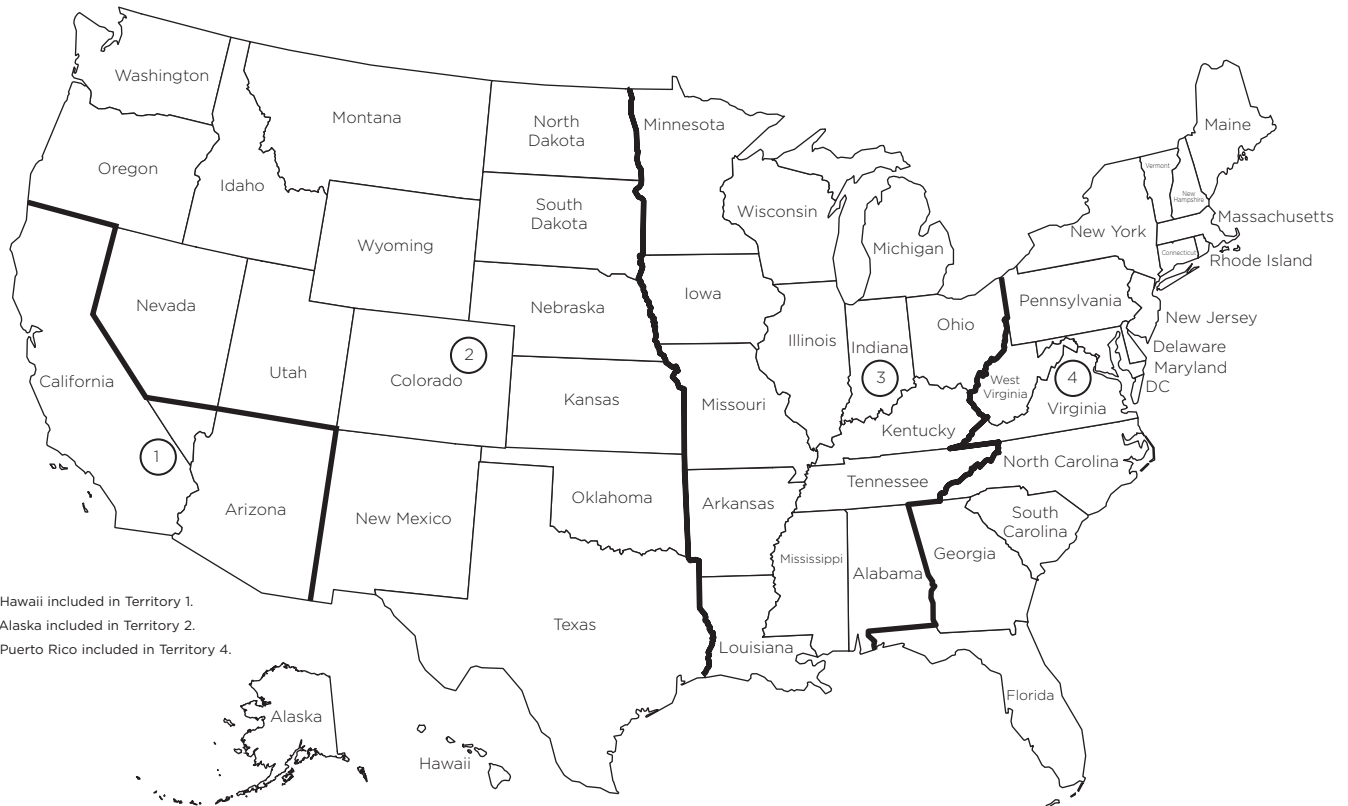 Washington
Montana
North
Dakota
Minnesota
Maine
Oregon
Idaho
Vermont
New
Hampshire
South
Dakota
Wisconsin
Massachusetts
Wyoming
Michigan
New York
Connecticut
Rhode Island
Nevada
Nebraska
Iowa
Pennsylvania
New Jersey
Ohio
Illinois
Indiana
Delaware
2
Maryland
California
Utah
Colorado
3
West
Virginia
4
DC
Kansas
Missouri
Virginia
Kentucky
1
North Carolina
Tennessee
Arizona
New Mexico
Oklahoma
Arkansas
South
Carolina
Mississippi
Alabama
Georgia
Hawaii included in Territory 1.
Alaska included in Territory 2.
Puerto Rico included in Territory 4.
Texas
Louisiana
Florida
Alaska
Hawaii